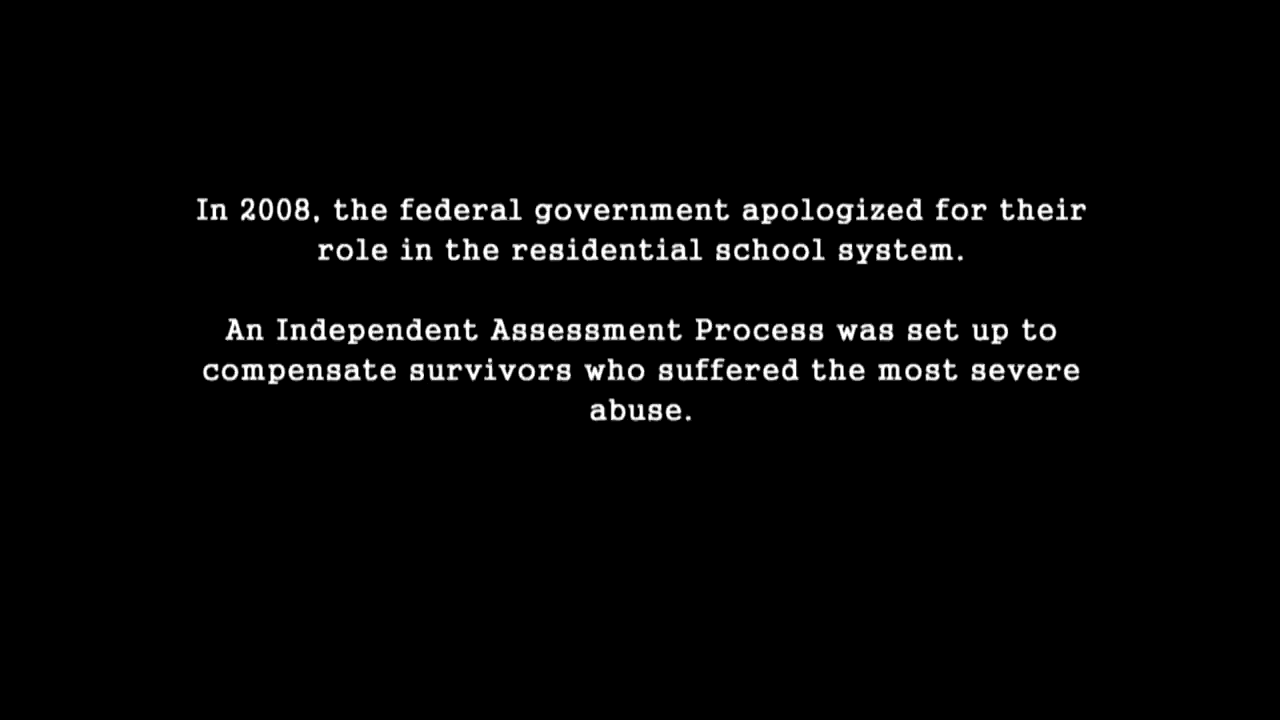 In 2008, the federal government apologized for their
role in the residential school system.
An Independent Assessment Process was set up to
compensate survivors who suffered the most severe
abuse.